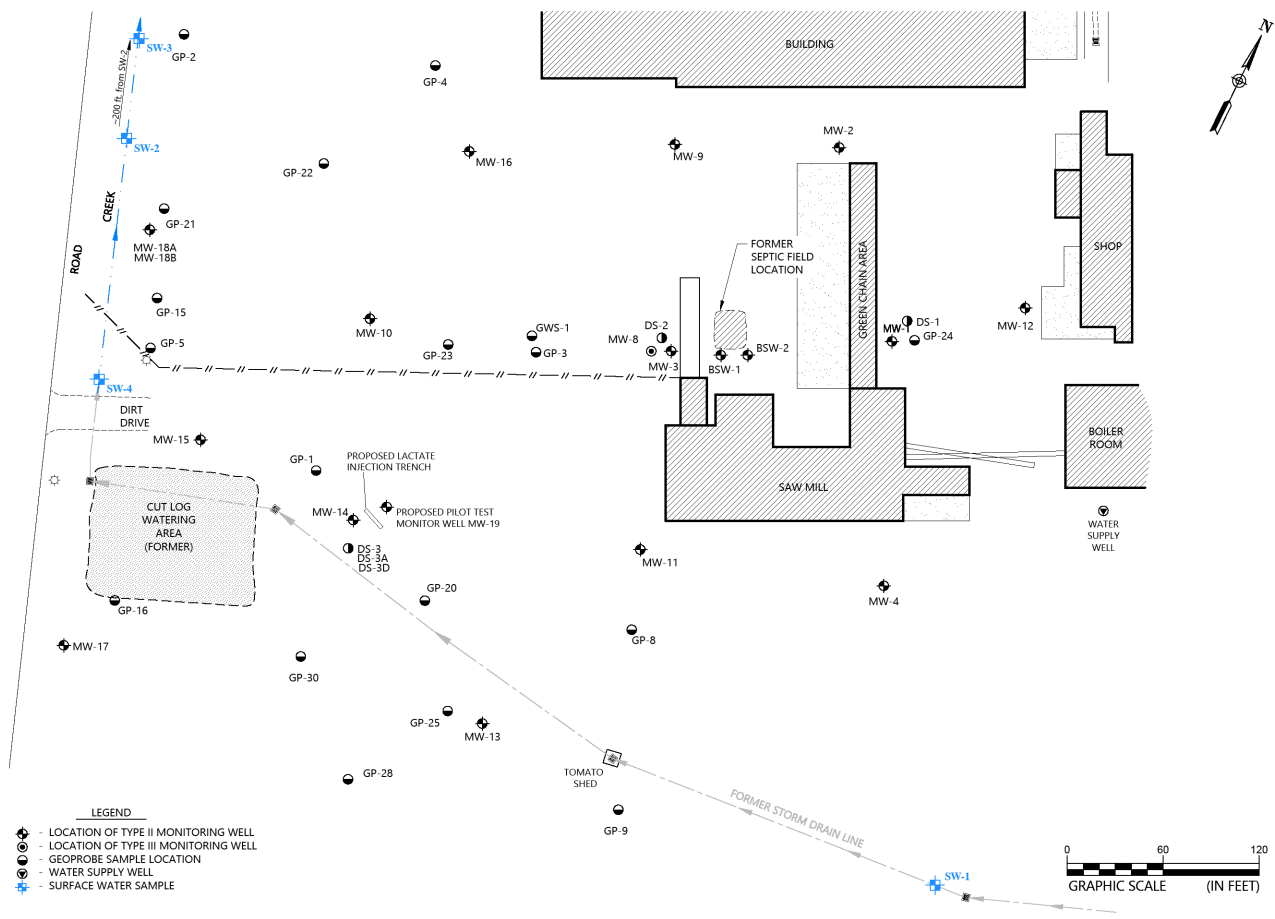 N
SW-3
GP-2
~200 ft. from SW-2
BUILDING
GP-4
SW-2
MW-2
MW-16
MW-9
GP-22
CREEK
ROAD
GP-21
MW-18A
MW-18B
FORMER
SEPTIC FIELD
LOCATION
GREEN CHAIN AREA
SHOP
GP-15
MW-10
GP-5
GP-23
GWS-1
GP-3
DS-2
MW-8
MW-3
BSW-1
BSW-2
MW-1
DS-1
GP-24
MW-12
SW-4
DIRT
DRIVE
MW-15
GP-1
PROPOSED LACTATE
INJECTION TRENCH
BOILER
ROOM
SAW MILL
CUT LOG
WATERING
AREA
(FORMER)
MW-14
PROPOSED PILOT TEST
MONITOR WELL MW-19
WATER
SUPPLY
WELL
DS-3
DS-3A
DS-3D
MW-11
GP-20
MW-4
GP-16
GP-8
MW-17
GP-30
GP-25
MW-13
GP-28
TOMATO
SHED
GP-9
FORMER STORM DRAIN LINE
SW-1
LEGEND
- LOCATION OF TYPE II MONITORING WELL
- LOCATION OF TYPE III MONITORING WELL
- GEOPROBE SAMPLE LOCATION
- WATER SUPPLY WELL
- SURFACE WATER SAMPLE
0 60 120
GRAPHIC SCALE (IN FEET)